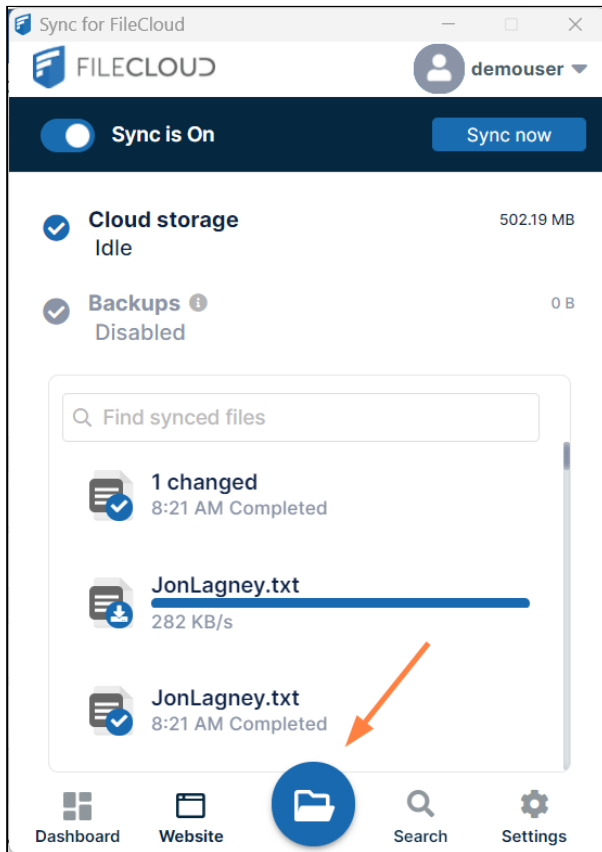 Sync for FileCloud
FILECLOUD
demouser
Sync is On
Sync now
Cloud storage
502.19 MB
Idle
Backups
0 B
Disabled
Find synced files
1 changed
8:21 AM Completed
JonLagney.txt
282 KB/s
JonLagney.txt
8:21 AM Completed
Dashboard
Website
Search
Settings